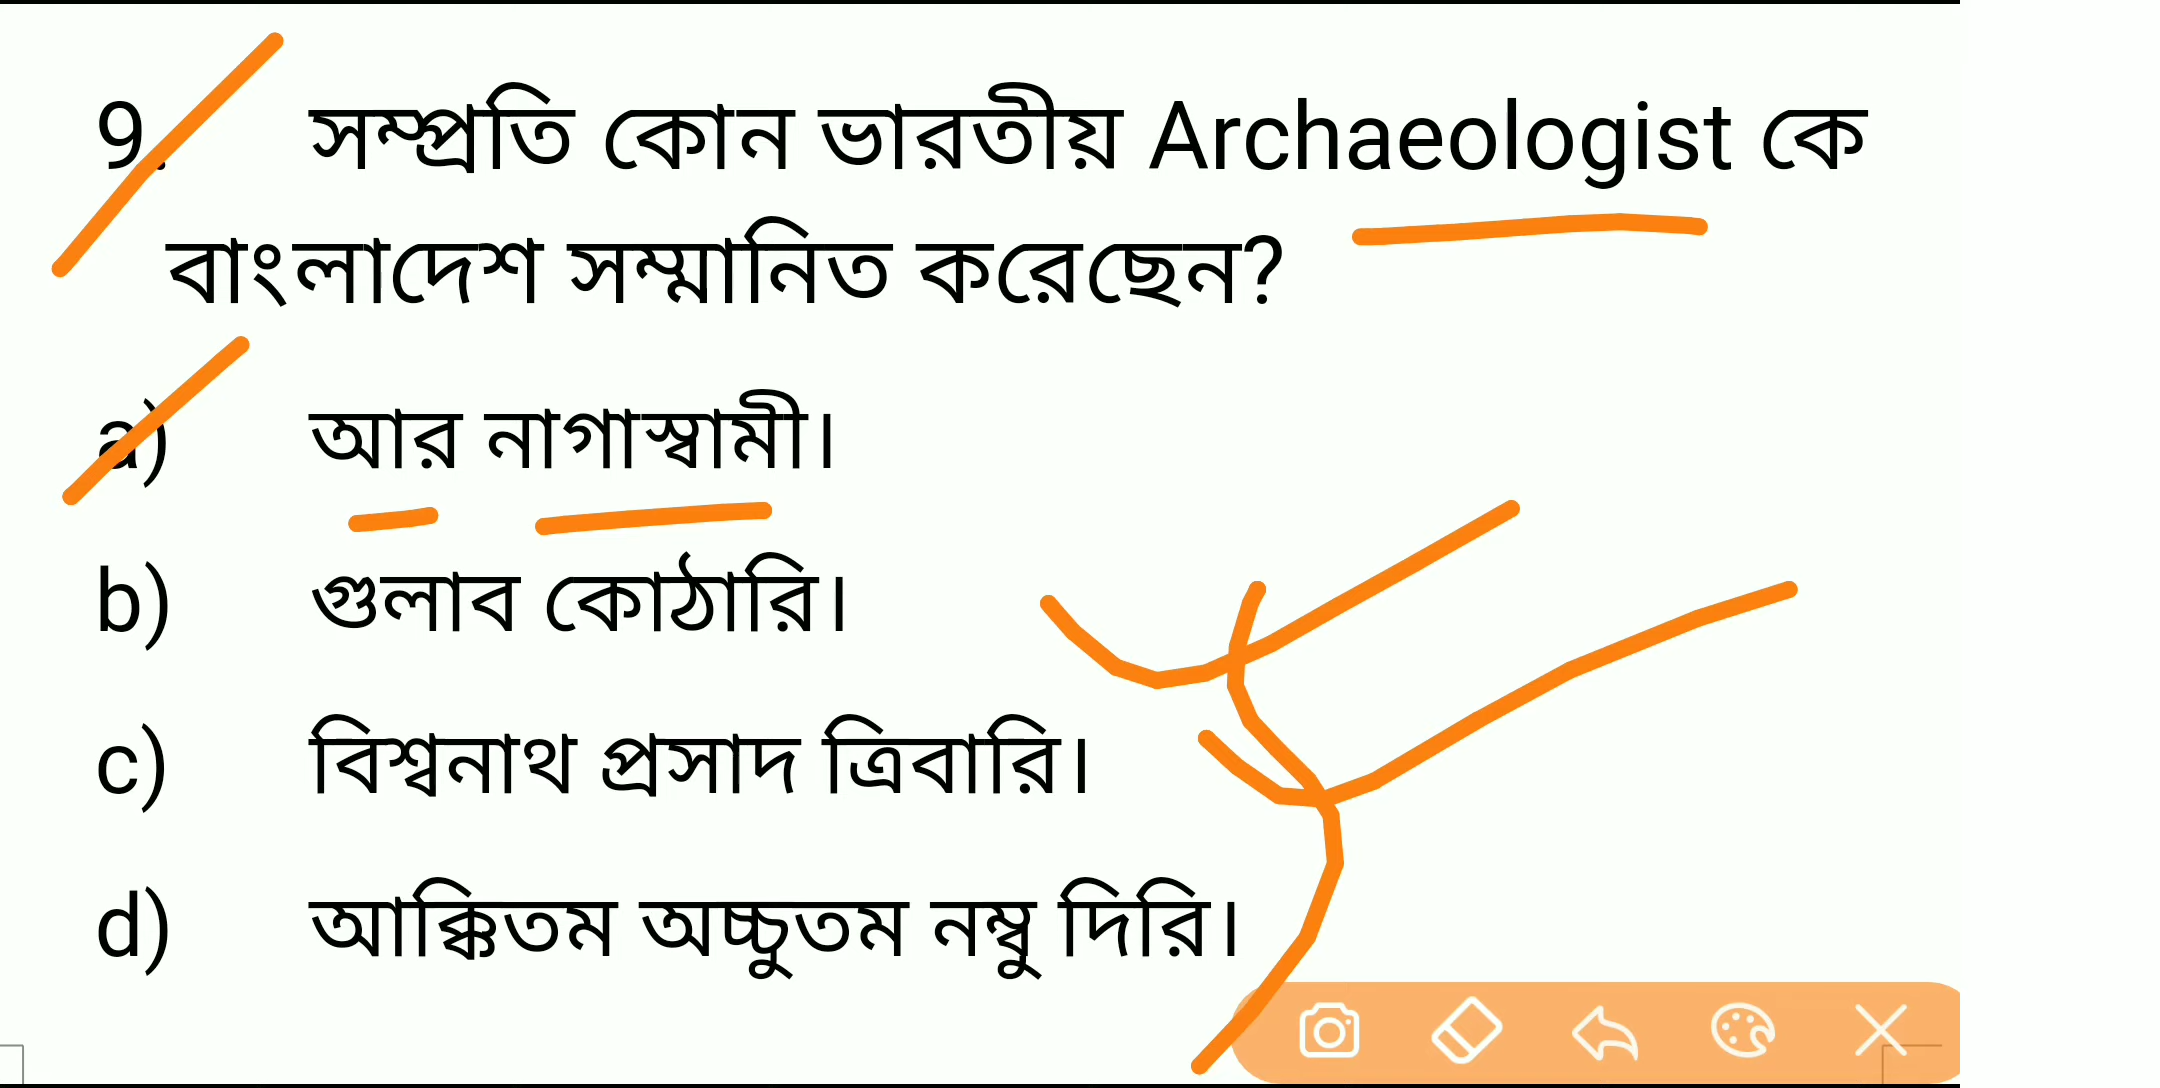 9. সম্প্রতি কোন ভারতীয় Archaeologist কে
বাংলাদেশ সম্মানিত করেছেন?
a) আর নাগাস্বামী।
b) গুলাব কোঠারি।
c) বিশ্বনাথ প্রসাদ ত্রিবারি।
d) আক্কিতম অচ্চুতম নম্বু দিরি।